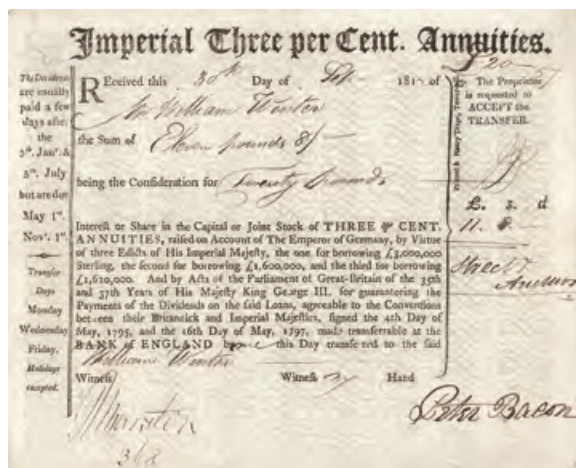 Imperial Three per Cent. Annuities.
£20
The Dividends
are usually
paid a few
days after
the
5th. Janr. &
5th. July
but are due
May 1st.
Novr. 1st.
Transfer
Days
Monday
Wednesday
Friday.
Holidays
excepted.
REceived this 30th Day of 181 of
Mr William Winter
the Sum of Eleven pounds 8/
being the Consideration for Twenty Pounds
Interest or Share in the Capital or Joint Stock of THREE ⅌ CENT.
ANNUITIES, raised on Account of The Emperor of Germany, by Virtue
of three Edicts of His Imperial Majesty, the one for borrowing £3,000,000
Sterling, the second for borrowing £1,600,000, and the third for borrowing
£1,620,000. And by Acts of the Parliament of Great-Britain of the 35th
and 37th Years of His Majesty King George III. for guaranteeing the
Payments of the Dividends on the said Loans, agreeable to the Conventions
between their Britannick and Imperial Majesties, signed the 4th Day of
May, 1795, and the 16th Day of May, 1797, made transferrable at the
BANK of ENGLAND by me this Day transferred to the said
William Winter
Witness Witness my Hand
Peter Bacon
The Proprietor
is requested to
ACCEPT the
TRANSFER.
£. s. d
11. 8